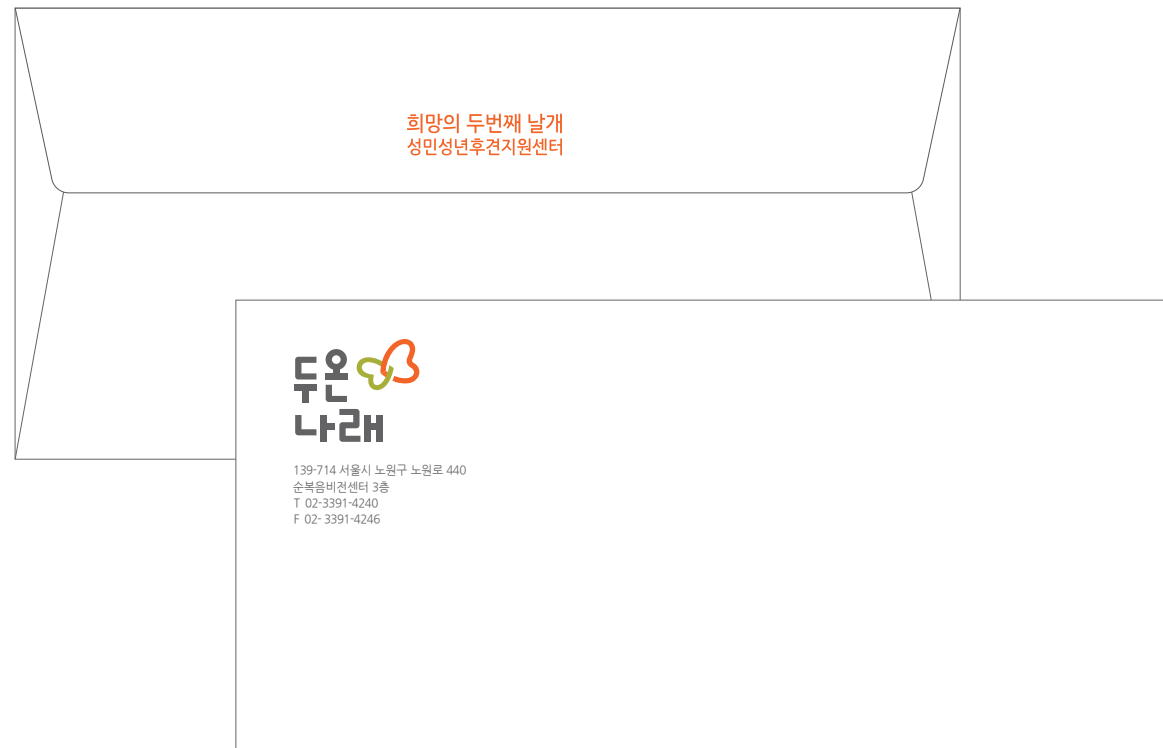 희망의 두번째 날개
성민성년후견지원센터
두온
나래
139-714 서울시 노원구 노원로 440
순복음비전센터 3층
T 02-3391-4240
F 02- 3391-4246